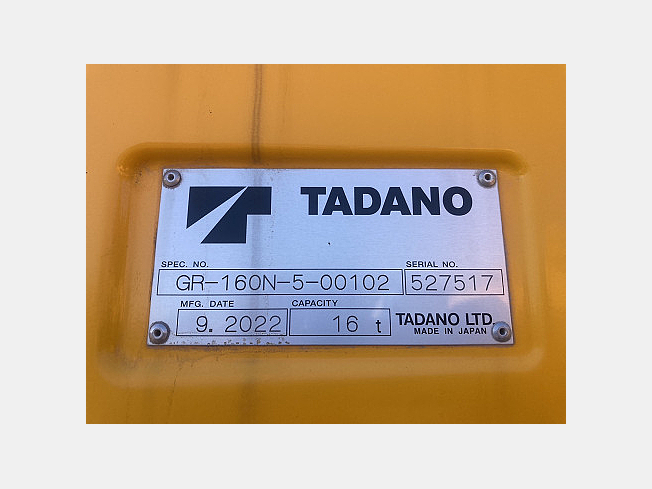 TADANO
SPEC. NO. SERIAL NO.
GR-160N-5-00102 527517
MFG. DATE CAPACITY
9. 2022 16 t TADANO LTD.
MADE IN JAPAN